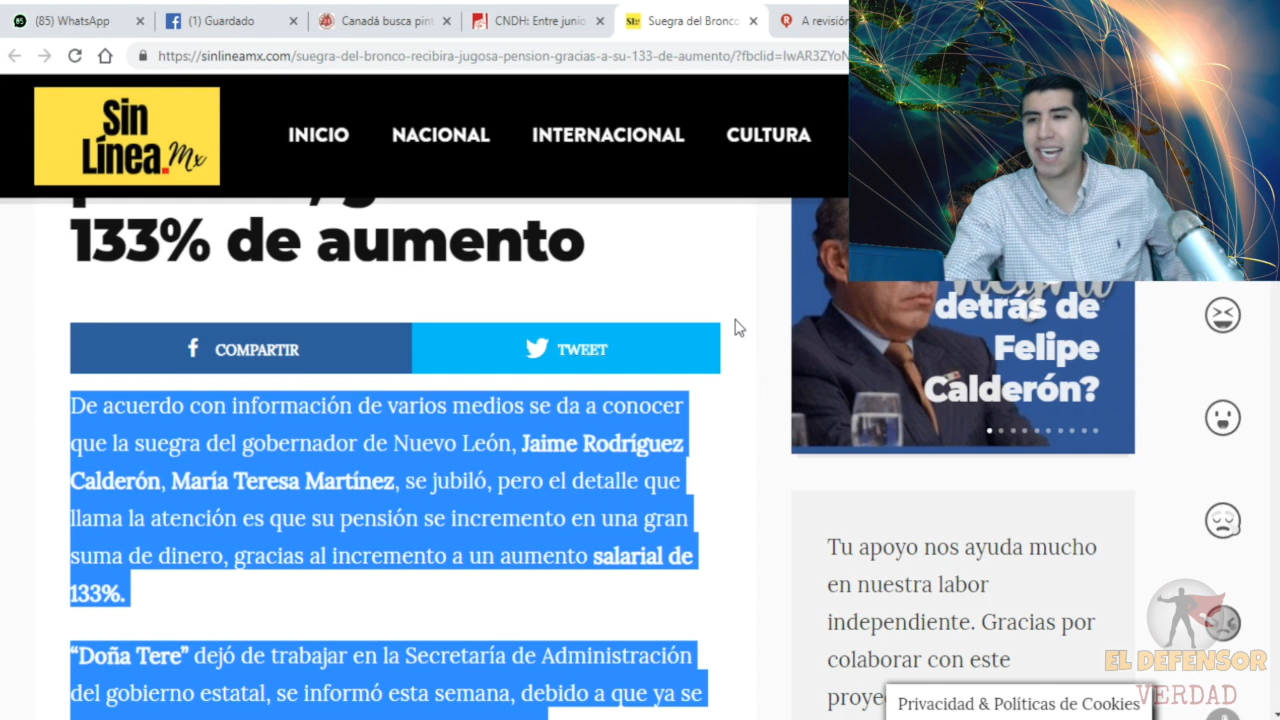 (85) WhatsApp
(1) Guardado
Canadá busca pint
CNDH: Entre junio
Suegra del Bronco
A revisión
https://sinlineamx.com/suegra-del-bronco-recibira-jugosa-pension-gracias-a-su-133-de-aumento/?fbclid=IwAR3ZYoN
Sin
Línea.Mx
INICIO
NACIONAL
INTERNACIONAL
CULTURA
133% de aumento
COMPARTIR
TWEET
De acuerdo con información de varios medios se da a conocer
que la suegra del gobernador de Nuevo León, Jaime Rodríguez
Calderón, María Teresa Martínez, se jubiló, pero el detalle que
llama la atención es que su pensión se incremento en una gran
suma de dinero, gracias al incremento a un aumento salarial de
133%.
“Doña Tere” dejó de trabajar en la Secretaría de Administración
del gobierno estatal, se informó esta semana, debido a que ya se
detrás de
Felipe
Calderón?
Tu apoyo nos ayuda mucho
en nuestra labor
independiente. Gracias por
colaborar con este
proye
Privacidad & Políticas de Cookies
EL DEFENSOR
VERDAD